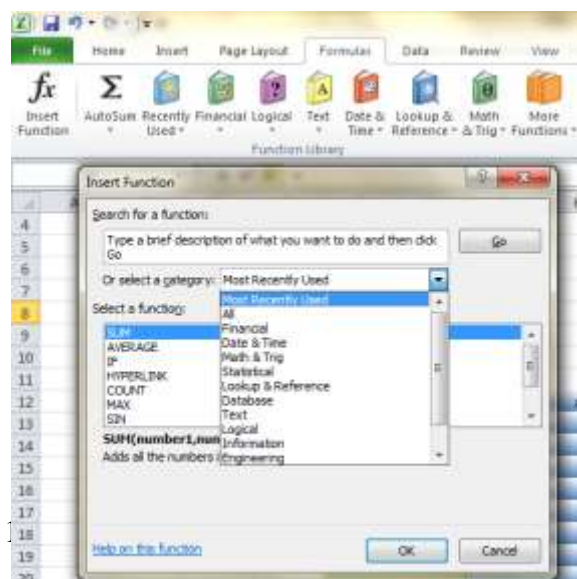 File Home Insert Page Layout Formulas Data Review View
fx Σ
Insert Function AutoSum Recently Used Financial Logical Text Date & Time Lookup & Reference Math & Trig More Functions
Function Library
Insert Function
4
Search for a function:
5
Type a brief description of what you want to do and then click Go
Go
6
Or select a category: Most Recently Used
7
Most Recently Used
8
Select a function:
All
Financial
9
SUM
Date & Time
AVERAGE
Math & Trig
10
IF
Statistical
HYPERLINK
Lookup & Reference
11
COUNT
Database
12
MAX
Text
13
SIN
Logical
14
SUM(number1,num
Information
Adds all the numbers
Engineering
15
16
17
18
Help on this function OK Cancel
19
20